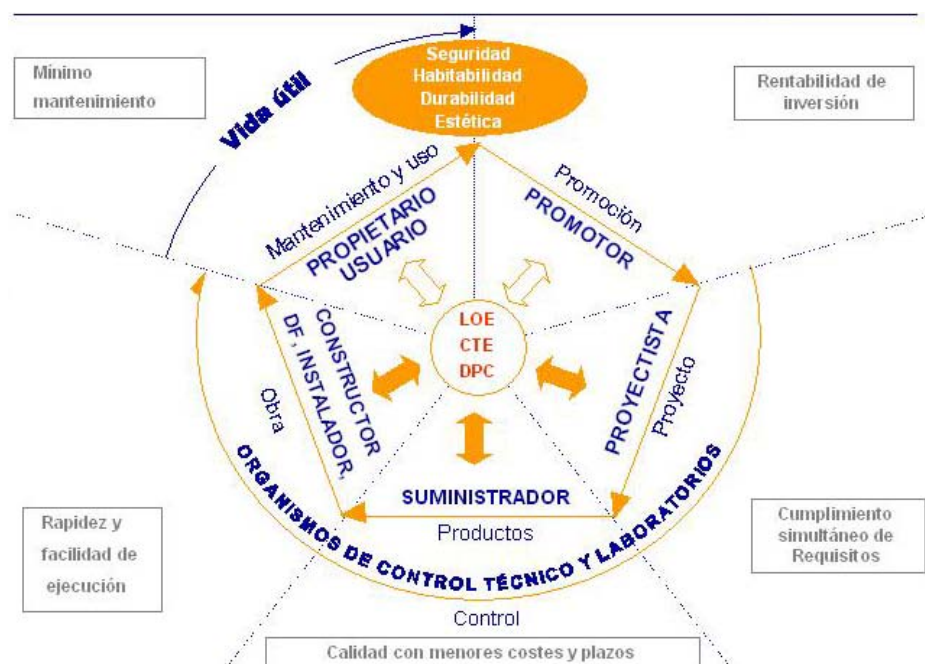 Mínimo
mantenimiento
Vida útil
Seguridad
Habitabilidad
Durabilidad
Estética
Rentabilidad de
inversión
Mantenimiento y uso
PROPIETARIO
USUARIO
Promoción
PROMOTOR
LOE
CTE
DPC
CONSTRUCTOR
DF, INSTALADOR,
Obra
PROYECTISTA
Proyecto
SUMINISTRADOR
Productos
ORGANISMOS DE CONTROL TÉCNICO Y LABORATORIOS
Control
Rapidez y
facilidad de
ejecución
Cumplimiento
simultáneo de
Requisitos
Calidad con menores costes y plazos